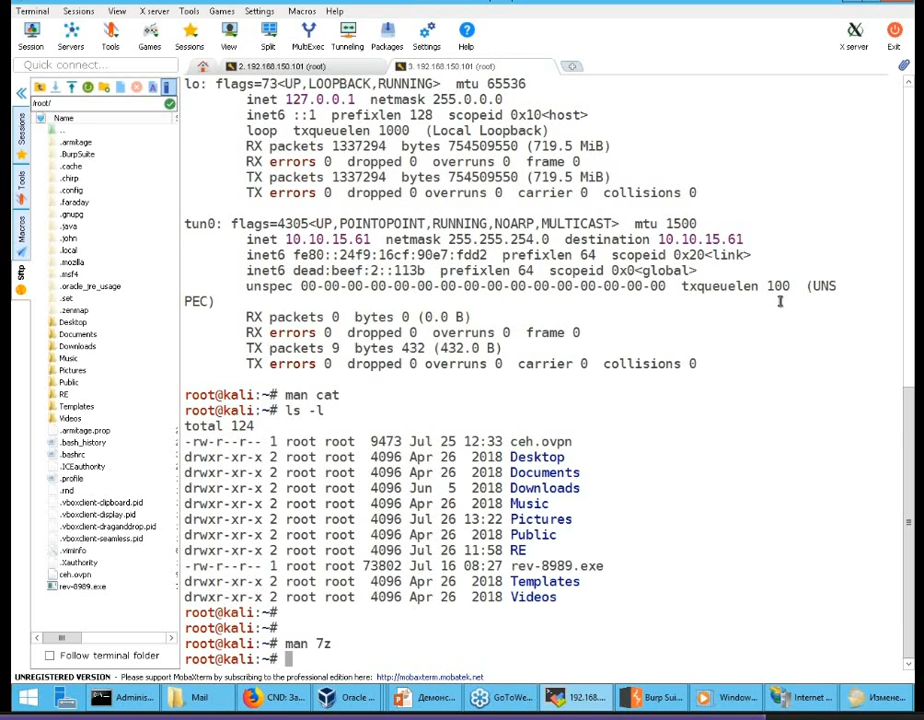 Terminal Sessions View X server Tools Games Settings Macros Help
Session Servers Tools Games Sessions View Split MultiExec Tunneling Packages Settings Help X server Exit
Quick connect...
2. 192.168.150.101 (root)
3. 192.168.150.101 (root)
/root/
Name
..
.armitage
.BurpSuite
.cache
.chirp
.config
.faraday
.gnupg
.java
.john
.local
.mozilla
.msf4
.oracle_jre_usage
.set
.zenmap
Desktop
Documents
Downloads
Music
Pictures
Public
RE
Templates
Videos
.armitage.prop
.bash_history
.bashrc
.ICEauthority
.profile
.rnd
.vboxclient-clipboard.pid
.vboxclient-display.pid
.vboxclient-draganddrop.pid
.vboxclient-seamless.pid
.viminfo
.Xauthority
ceh.ovpn
rev-8989.exe
Follow terminal folder
Sessions
Tools
Macros
Sftp
lo: flags=73<UP,LOOPBACK,RUNNING> mtu 65536
inet 127.0.0.1 netmask 255.0.0.0
inet6 ::1 prefixlen 128 scopeid 0x10<host>
loop txqueuelen 1000 (Local Loopback)
RX packets 1337294 bytes 754509550 (719.5 MiB)
RX errors 0 dropped 0 overruns 0 frame 0
TX packets 1337294 bytes 754509550 (719.5 MiB)
TX errors 0 dropped 0 overruns 0 carrier 0 collisions 0
tun0: flags=4305<UP,POINTOPOINT,RUNNING,NOARP,MULTICAST> mtu 1500
inet 10.10.15.61 netmask 255.255.254.0 destination 10.10.15.61
inet6 fe80::24f9:16cf:90e7:fdd2 prefixlen 64 scopeid 0x20<link>
inet6 dead:beef:2::113b prefixlen 64 scopeid 0x0<global>
unspec 00-00-00-00-00-00-00-00-00-00-00-00-00-00-00-00 txqueuelen 100 (UNS
PEC)
RX packets 0 bytes 0 (0.0 B)
RX errors 0 dropped 0 overruns 0 frame 0
TX packets 9 bytes 432 (432.0 B)
TX errors 0 dropped 0 overruns 0 carrier 0 collisions 0
root@kali:~# man cat
root@kali:~# ls -l
total 124
-rw-r--r-- 1 root root 9473 Jul 25 12:33 ceh.ovpn
drwxr-xr-x 2 root root 4096 Apr 26 2018 Desktop
drwxr-xr-x 2 root root 4096 Apr 26 2018 Documents
drwxr-xr-x 2 root root 4096 Jun 5 2018 Downloads
drwxr-xr-x 2 root root 4096 Apr 26 2018 Music
drwxr-xr-x 2 root root 4096 Jul 26 13:22 Pictures
drwxr-xr-x 2 root root 4096 Apr 26 2018 Public
drwxr-xr-x 2 root root 4096 Jul 26 11:58 RE
-rw-r--r-- 1 root root 73802 Jul 16 08:27 rev-8989.exe
drwxr-xr-x 2 root root 4096 Apr 26 2018 Templates
drwxr-xr-x 2 root root 4096 Apr 26 2018 Videos
root@kali:~#
root@kali:~#
root@kali:~# man 7z
root@kali:~#
UNREGISTERED VERSION - Please support MobaXterm by subscribing to the professional edition here: http://mobaxterm.mobatek.net
Adminis... Mail CND: За... Oracle ... Демонс... GoToWe... 192.168.... Burp Sui... Window... Internet ... Измене...